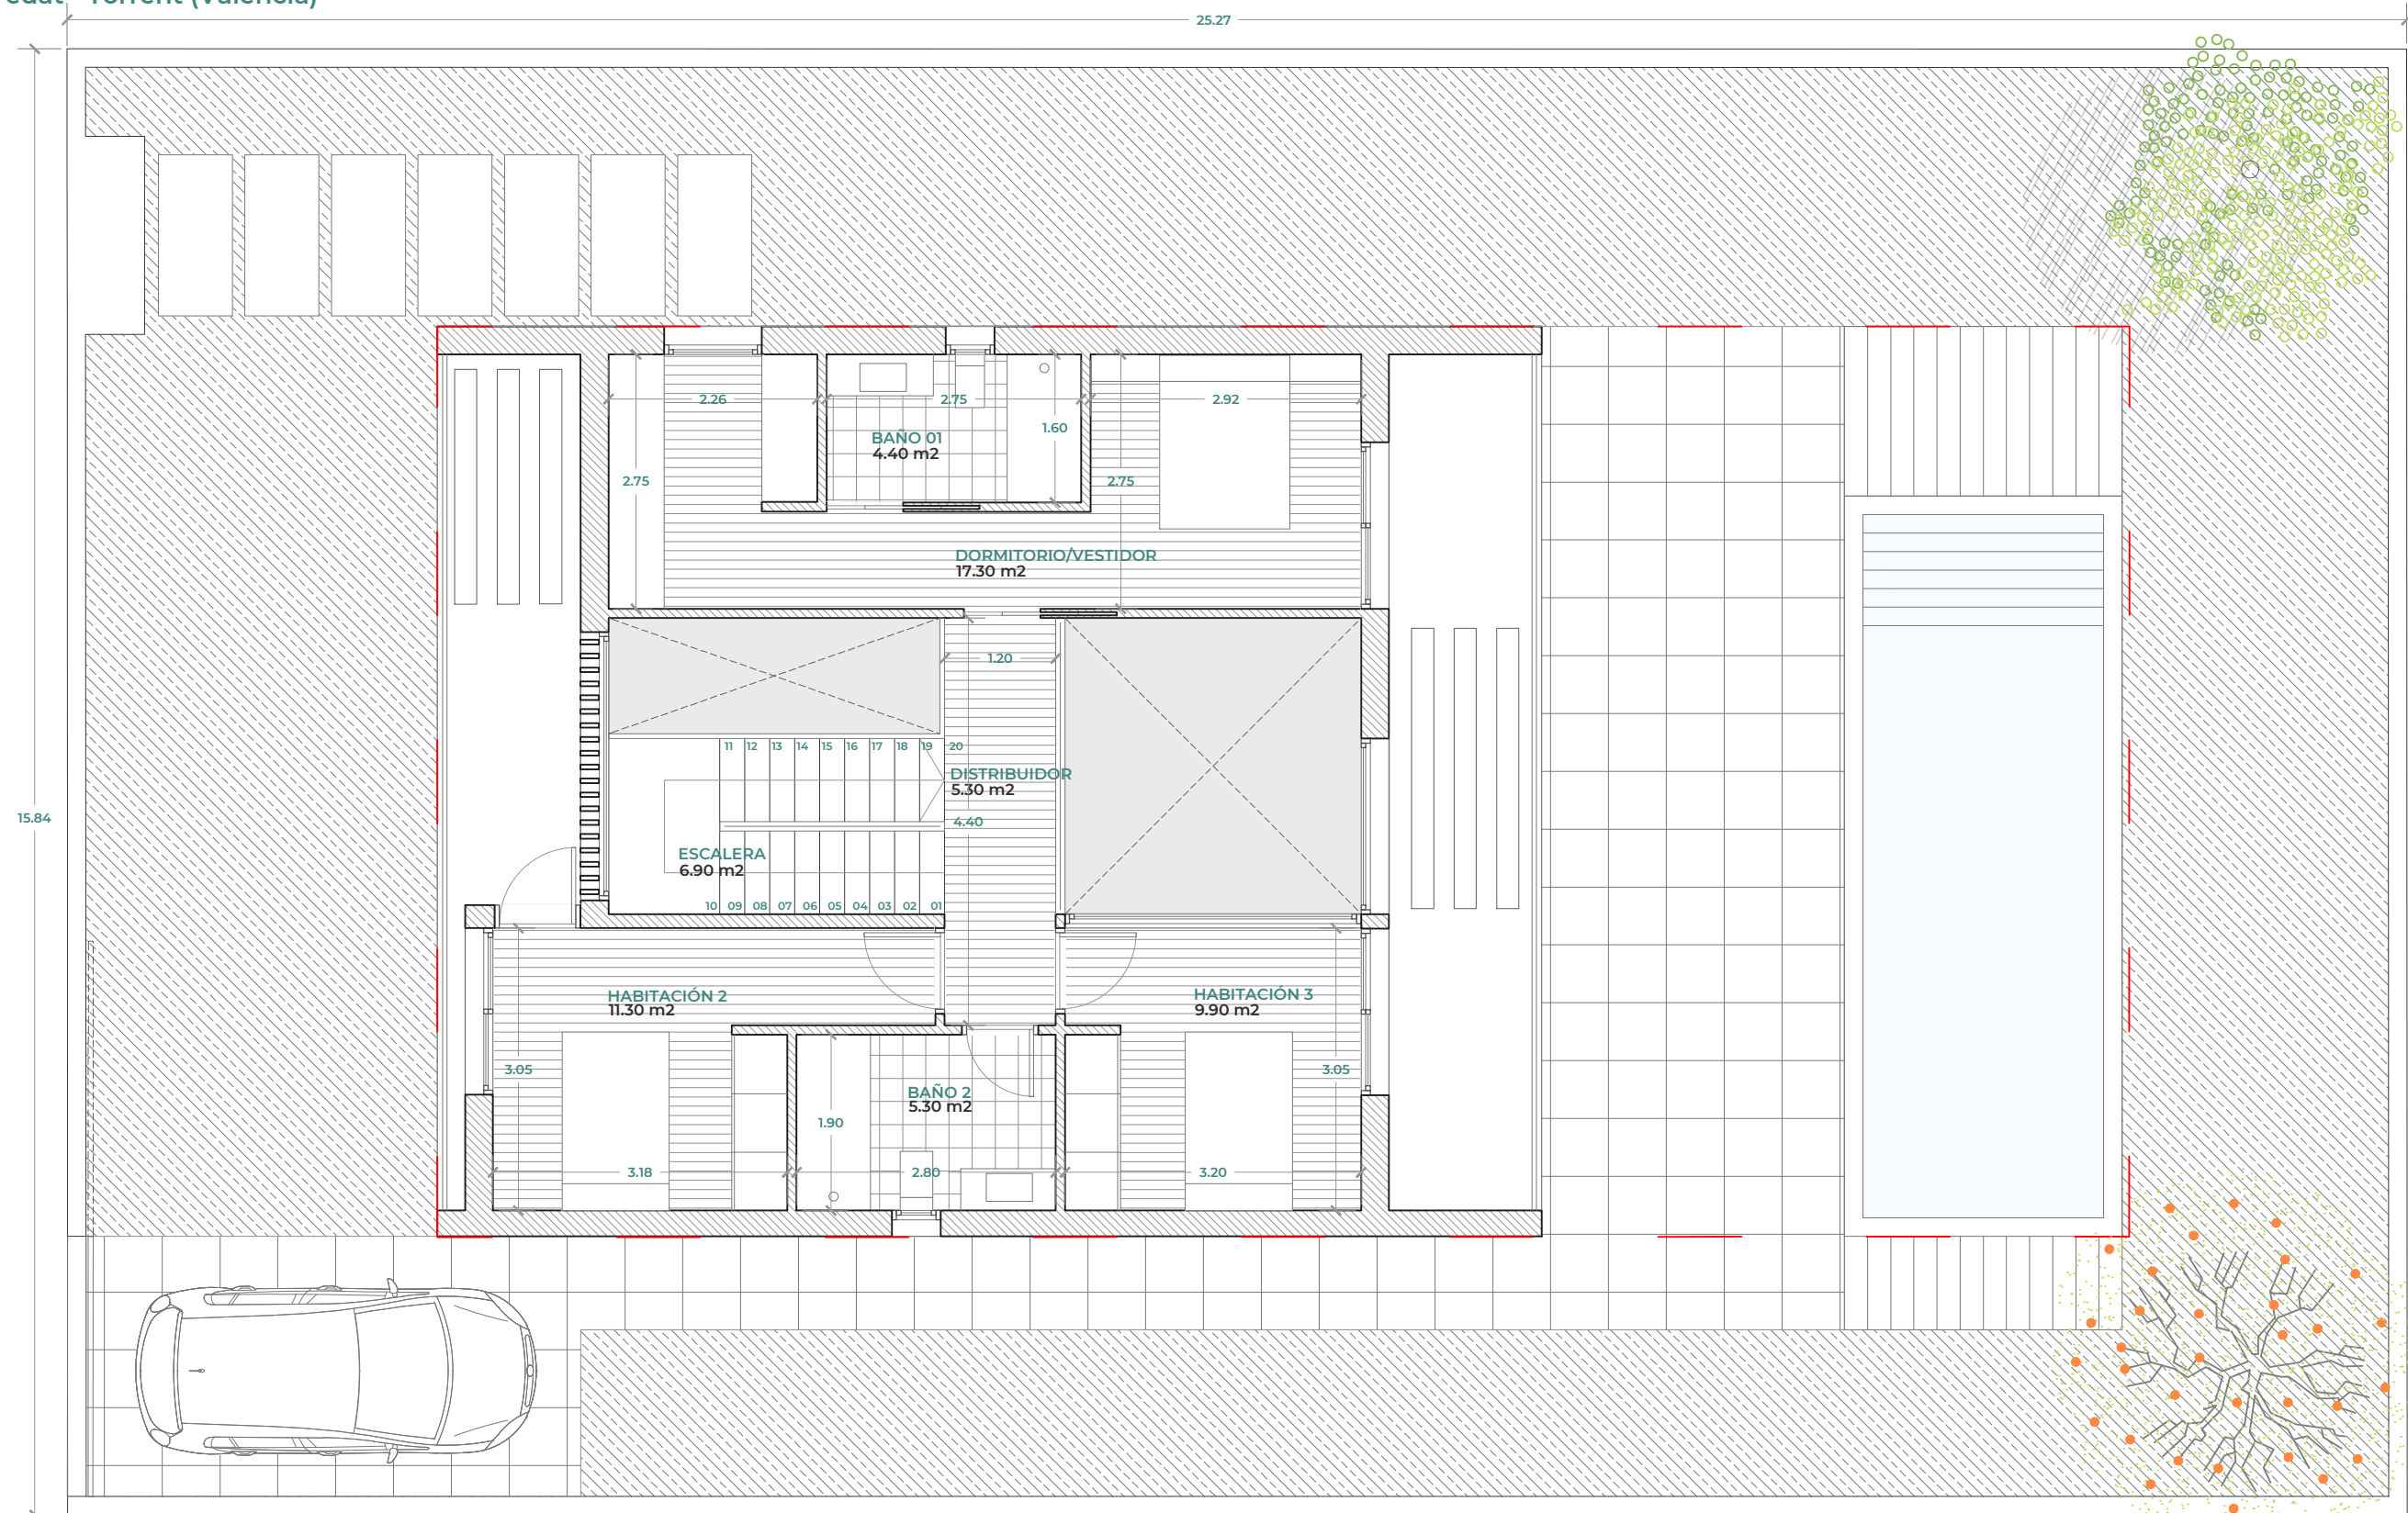 Torrent (Valencia)
25.27
15.84
2.26
2.75
2.92
1.60
BAÑO 01
4.40 m2
2.75
2.75
DORMITORIO/VESTIDOR
17.30 m2
1.20
11 12 13 14 15 16 17 18 19 20
DISTRIBUIDOR
5.30 m2
4.40
ESCALERA
6.90 m2
10 09 08 07 06 05 04 03 02 01
HABITACIÓN 2
11.30 m2
HABITACIÓN 3
9.90 m2
3.05
3.05
BAÑO 2
5.30 m2
1.90
3.18
2.80
3.20